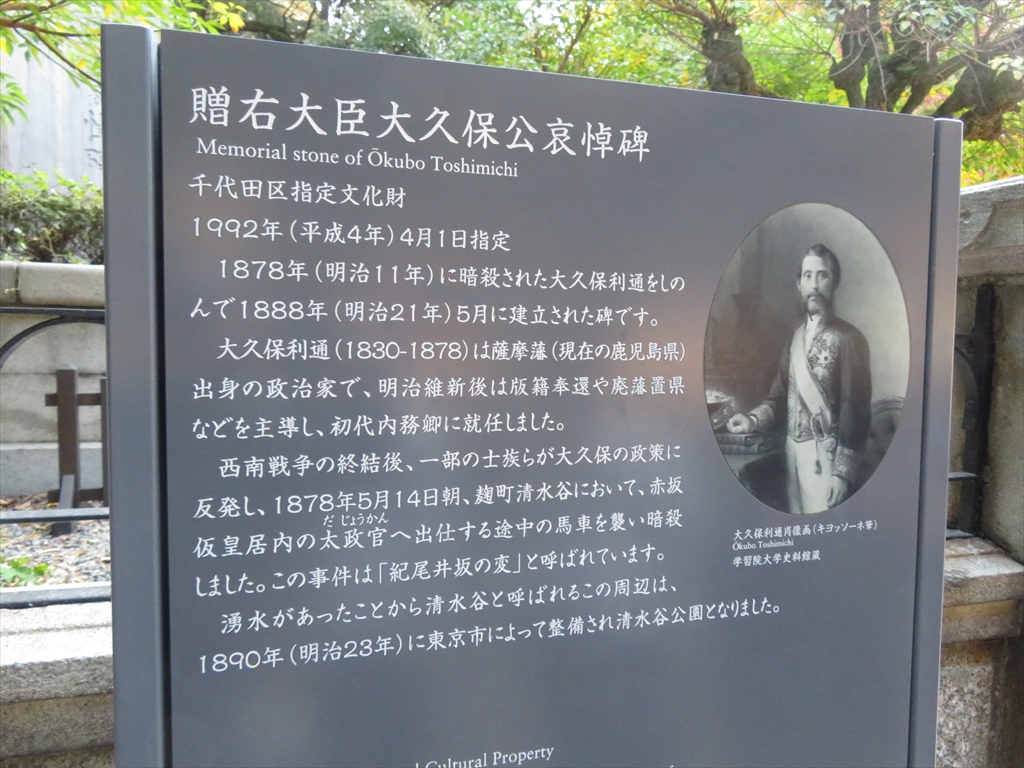 贈右大臣大久保公哀悼碑
Memorial stone of Ōkubo Toshimichi
千代田区指定文化財
1992年(平成4年)4月1日指定
1878年(明治11年)に暗殺された大久保利通をしの
んで1888年(明治21年)5月に建立された碑です。
大久保利通(1830-1878)は薩摩藩(現在の鹿児島県)
出身の政治家で、明治維新後は版籍奉還や廃藩置県
などを主導し、初代内務卿に就任しました。
西南戦争の終結後、一部の士族らが大久保の政策に
反発し、1878年5月14日朝、麹町清水谷において、赤坂
だじょうかん
仮皇居内の太政官へ出仕する途中の馬車を襲い暗殺
しました。この事件は「紀尾井坂の変」と呼ばれています。
湧水があったことから清水谷と呼ばれるこの周辺は、
1890年(明治23年)に東京市によって整備され清水谷公園となりました。
大久保利通肖像画(キヨッソーネ筆)
Ōkubo Toshimichi
学習院大学史料館蔵
Cultural Property